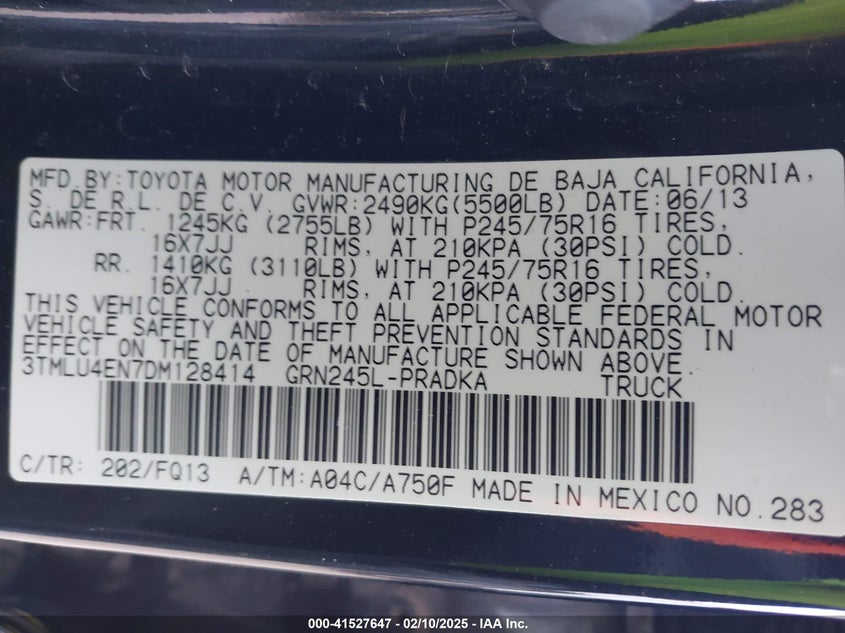 MFD.BY:TOYOTA MOTOR MANUFACTURING DE BAJA CALIFORNIA,
S. DE R.L. DE C.V. GVWR:2490KG(5500LB) DATE:06/13
GAWR:FRT. 1245KG (2755LB) WITH P245/75R16 TIRES,
16X7JJ RIMS, AT 210KPA (30PSI) COLD.
RR. 1410KG (3110LB) WITH P245/75R16 TIRES,
16X7JJ RIMS, AT 210KPA (30PSI) COLD.
THIS VEHICLE CONFORMS TO ALL APPLICABLE FEDERAL MOTOR
VEHICLE SAFETY AND THEFT PREVENTION STANDARDS IN
EFFECT ON THE DATE OF MANUFACTURE SHOWN ABOVE.
3TMLU4EN7DM128414 GRN245L-PRADKA TRUCK
C/TR: 202/FQ13 A/TM:A04C/A750F MADE IN MEXICO NO.283
000-41527647 - 02/10/2025 - IAA Inc.